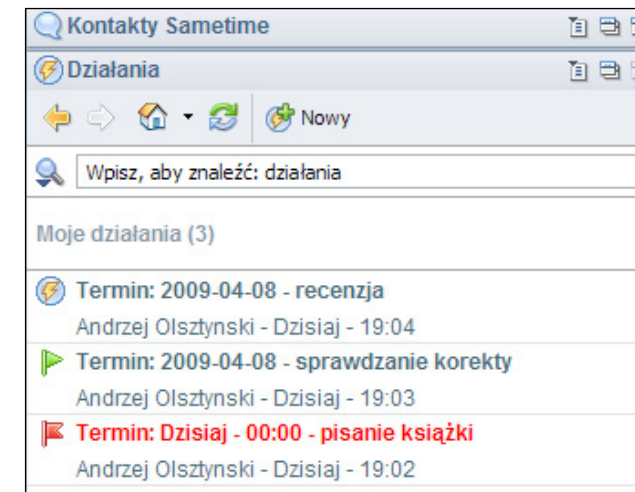 Kontakty Sametime
Działania
Nowy
Wpisz, aby znaleźć: działania
Moje działania (3)
Termin: 2009-04-08 - recenzja
Andrzej Olsztynski - Dzisiaj - 19:04
Termin: 2009-04-08 - sprawdzanie korekty
Andrzej Olsztynski - Dzisiaj - 19:03
Termin: Dzisiaj - 00:00 - pisanie książki
Andrzej Olsztynski - Dzisiaj - 19:02